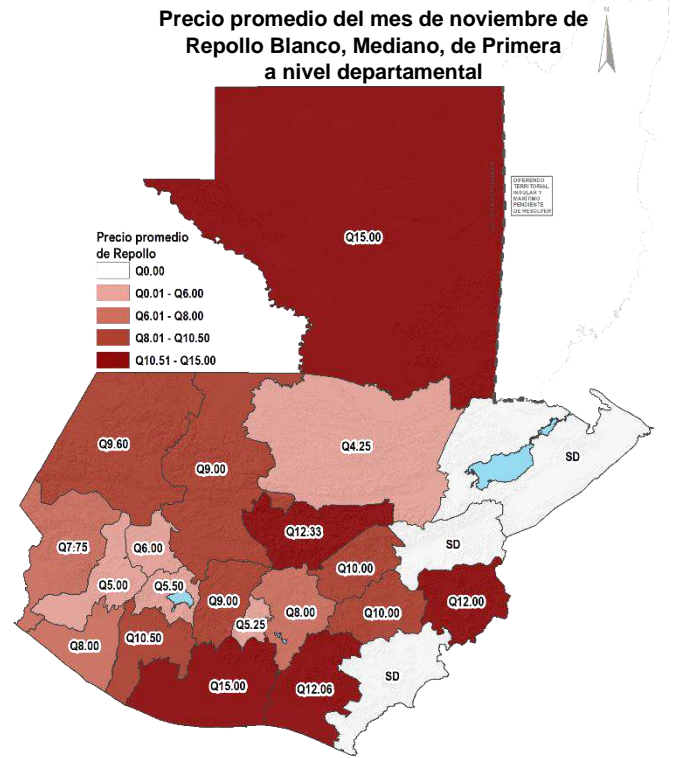 Precio promedio del mes de noviembre de
Repollo Blanco, Mediano, de Primera
a nivel departamental
N
DIFERENDO
TERRITORIAL
INSULAR Y
MARÍTIMO
PENDIENTE
DE RESOLVER
Q15.00
Precio promedio
de Repollo
Q0.00
Q0.01 - Q6.00
Q6.01 - Q8.00
Q8.01 - Q10.50
Q10.51 - Q15.00
Q9.60
Q9.00
Q4.25
SD
Q7.75
Q6.00
Q12.33
SD
Q5.00
Q5.50
Q9.00
Q10.00
Q5.25
Q8.00
Q10.00
Q12.00
Q8.00
Q10.50
Q15.00
Q12.06
SD